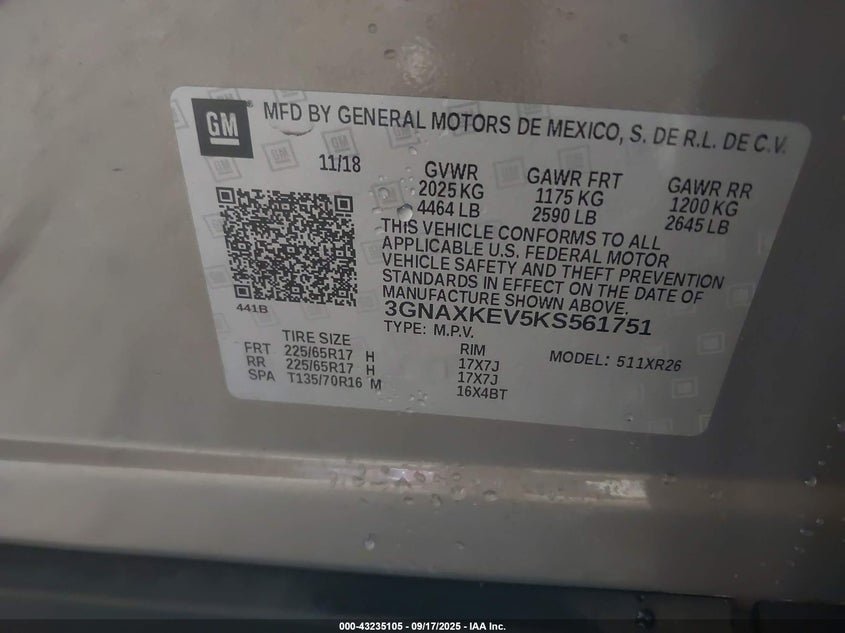 GM
MFD BY GENERAL MOTORS DE MEXICO, S. DE R.L. DE C.V.
11/18 GVWR GAWR FRT GAWR RR
2025 KG 1175 KG 1200 KG
4464 LB 2590 LB 2645 LB
THIS VEHICLE CONFORMS TO ALL
APPLICABLE U.S. FEDERAL MOTOR
VEHICLE SAFETY AND THEFT PREVENTION
STANDARDS IN EFFECT ON THE DATE OF
MANUFACTURE SHOWN ABOVE.
441B
3GNAXKEV5KS561751
TYPE: M.P.V. MODEL: 511XR26
TIRE SIZE RIM
FRT 225/65R17 H 17X7J
RR 225/65R17 H 17X7J
SPA T135/70R16 M 16X4BT
000-43235105 - 09/17/2025 - IAA Inc.